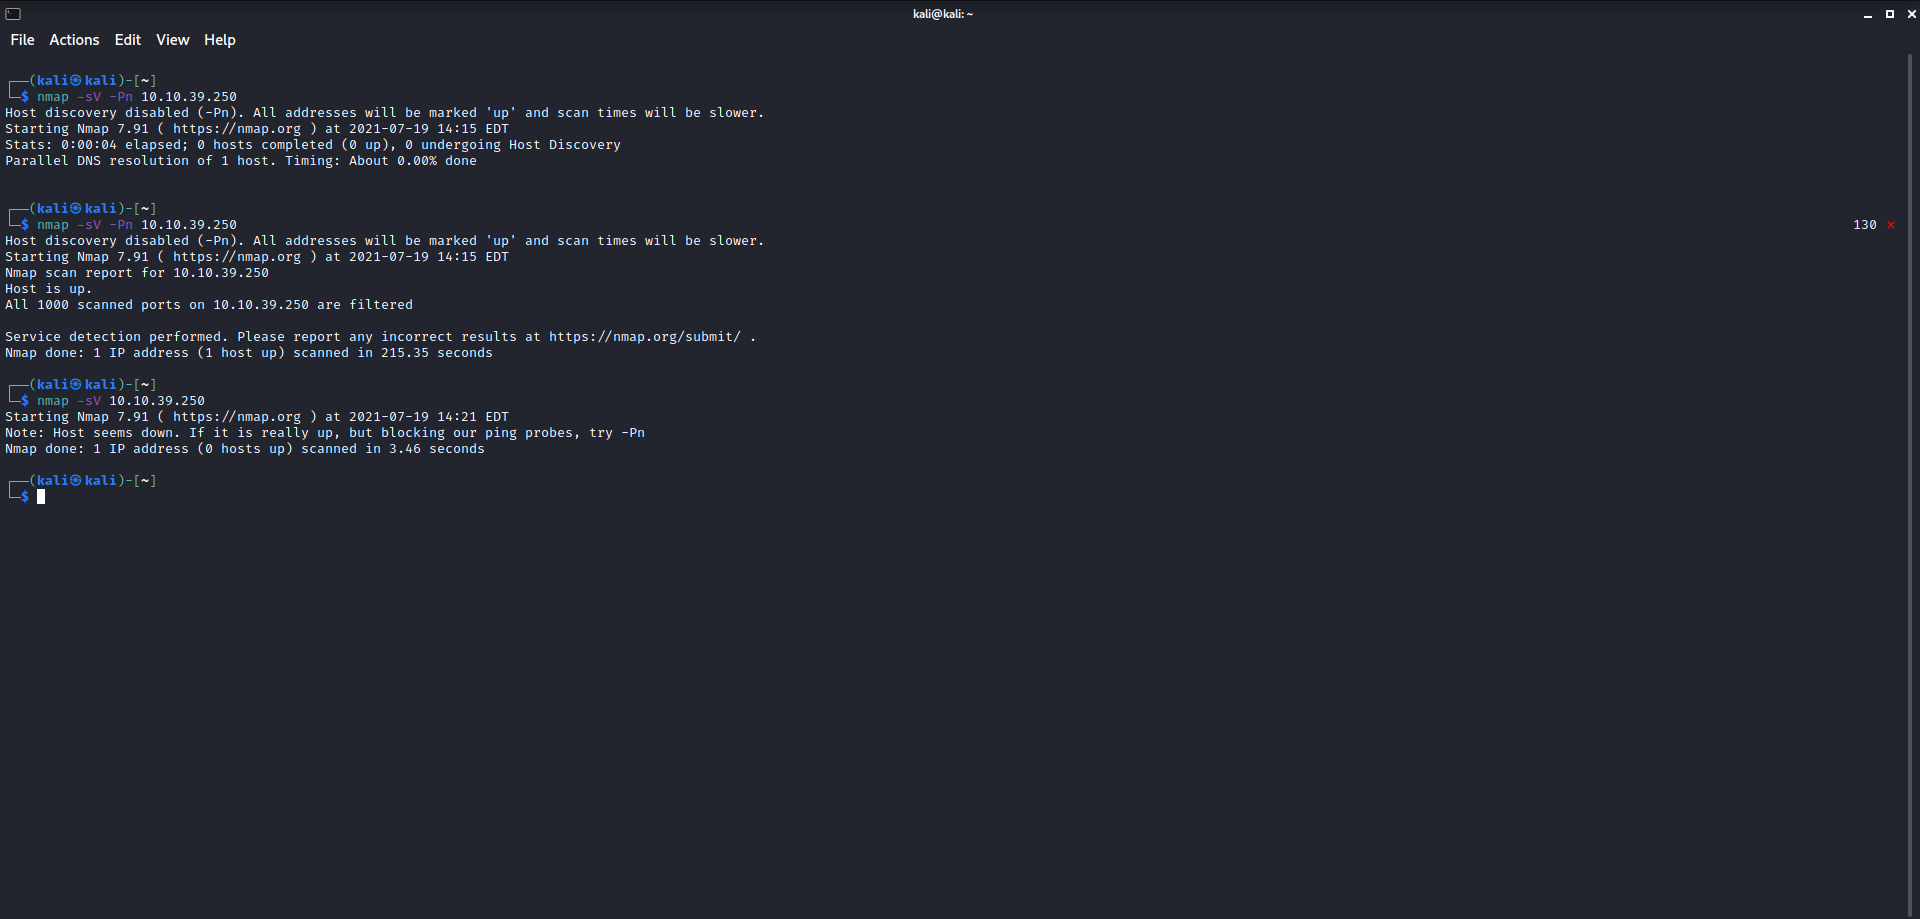 kali@kali: ~
File Actions Edit View Help
┌──(kali㉿kali)-[~]
└─$ nmap -sV -Pn 10.10.39.250
Host discovery disabled (-Pn). All addresses will be marked 'up' and scan times will be slower.
Starting Nmap 7.91 ( https://nmap.org ) at 2021-07-19 14:15 EDT
Stats: 0:00:04 elapsed; 0 hosts completed (0 up), 0 undergoing Host Discovery
Parallel DNS resolution of 1 host. Timing: About 0.00% done
┌──(kali㉿kali)-[~]
└─$ nmap -sV -Pn 10.10.39.250 130 ⨯
Host discovery disabled (-Pn). All addresses will be marked 'up' and scan times will be slower.
Starting Nmap 7.91 ( https://nmap.org ) at 2021-07-19 14:15 EDT
Nmap scan report for 10.10.39.250
Host is up.
All 1000 scanned ports on 10.10.39.250 are filtered
Service detection performed. Please report any incorrect results at https://nmap.org/submit/ .
Nmap done: 1 IP address (1 host up) scanned in 215.35 seconds
┌──(kali㉿kali)-[~]
└─$ nmap -sV 10.10.39.250
Starting Nmap 7.91 ( https://nmap.org ) at 2021-07-19 14:21 EDT
Note: Host seems down. If it is really up, but blocking our ping probes, try -Pn
Nmap done: 1 IP address (0 hosts up) scanned in 3.46 seconds
┌──(kali㉿kali)-[~]
└─$